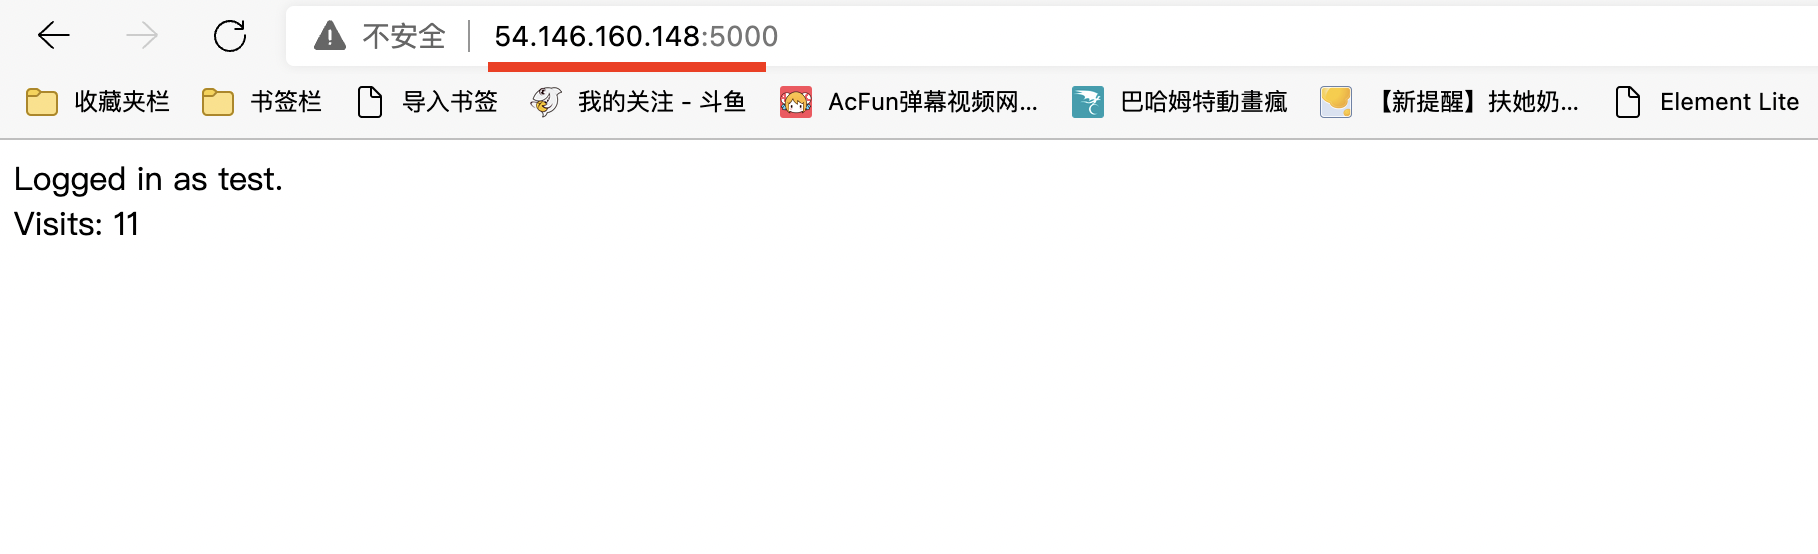 不安全 54.146.160.148:5000
收藏夹栏 书签栏 导入书签 我的关注 - 斗鱼 AcFun弹幕视频网... 巴哈姆特動畫瘋 【新提醒】扶她奶... Element Lite
Logged in as test.
Visits: 11